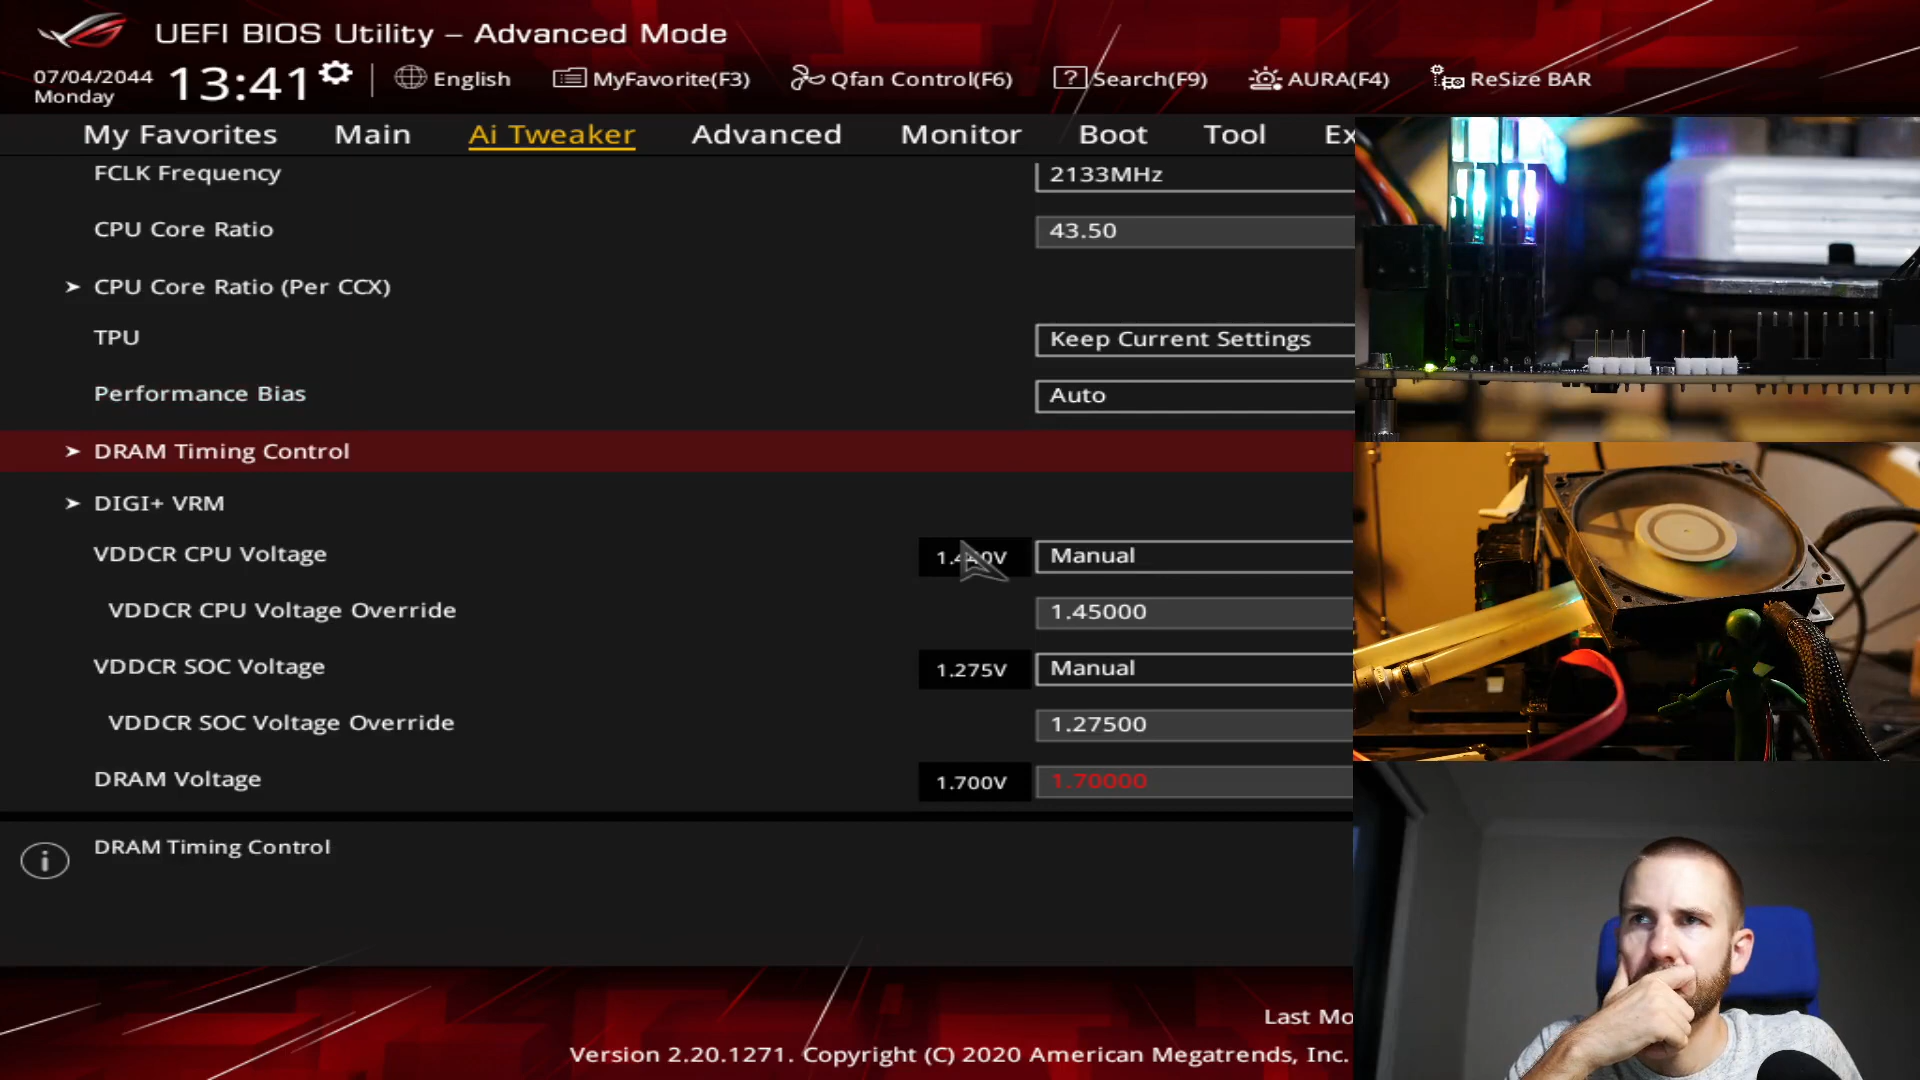 UEFI BIOS Utility – Advanced Mode
07/04/2044
Monday
13:41
English
MyFavorite(F3)
Qfan Control(F6)
Search(F9)
AURA(F4)
ReSize BAR
My Favorites
Main
Ai Tweaker
Advanced
Monitor
Boot
Tool
Ex
FCLK Frequency
2133MHz
CPU Core Ratio
43.50
CPU Core Ratio (Per CCX)
TPU
Keep Current Settings
Performance Bias
Auto
DRAM Timing Control
DIGI+ VRM
VDDCR CPU Voltage
Manual
VDDCR CPU Voltage Override
1.45000
VDDCR SOC Voltage
1.275V
Manual
VDDCR SOC Voltage Override
1.27500
DRAM Voltage
1.700V
1.70000
DRAM Timing Control
Last Mo
Version 2.20.1271. Copyright (C) 2020 American Megatrends, Inc.